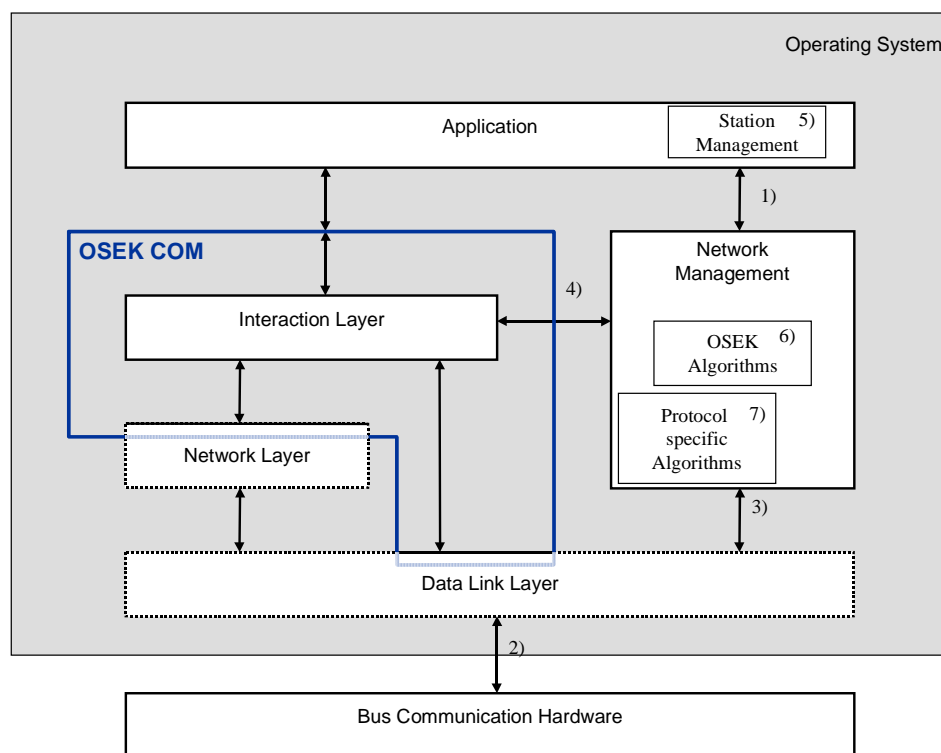 Operating System
Application
Station 5)
Management
1)
OSEK COM
Network
Management
4)
Interaction Layer
OSEK 6)
Algorithms
Protocol 7)
specific
Algorithms
Network Layer
3)
Data Link Layer
2)
Bus Communication Hardware